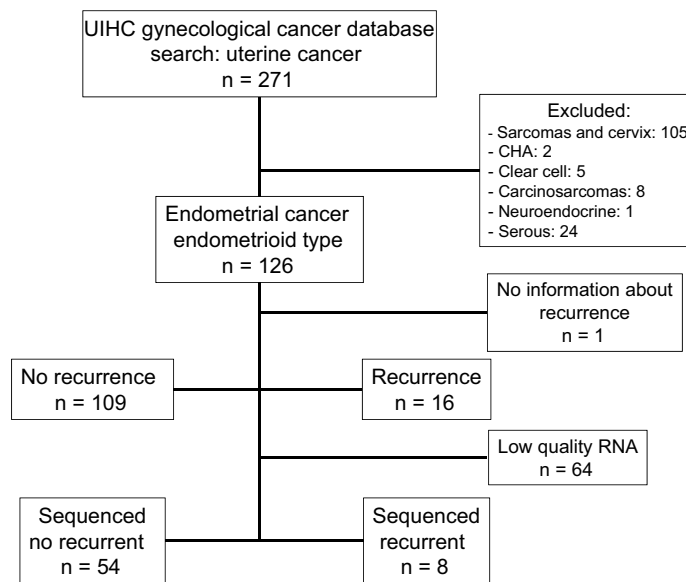 UIHC gynecological cancer database
search: uterine cancer
n = 271
Excluded:
- Sarcomas and cervix: 105
- CHA: 2
- Clear cell: 5
- Carcinosarcomas: 8
- Neuroendocrine: 1
- Serous: 24
Endometrial cancer
endometrioid type
n = 126
No information about
recurrence
n = 1
No recurrence
n = 109
Recurrence
n = 16
Low quality RNA
n = 64
Sequenced
no recurrent
n = 54
Sequenced
recurrent
n = 8